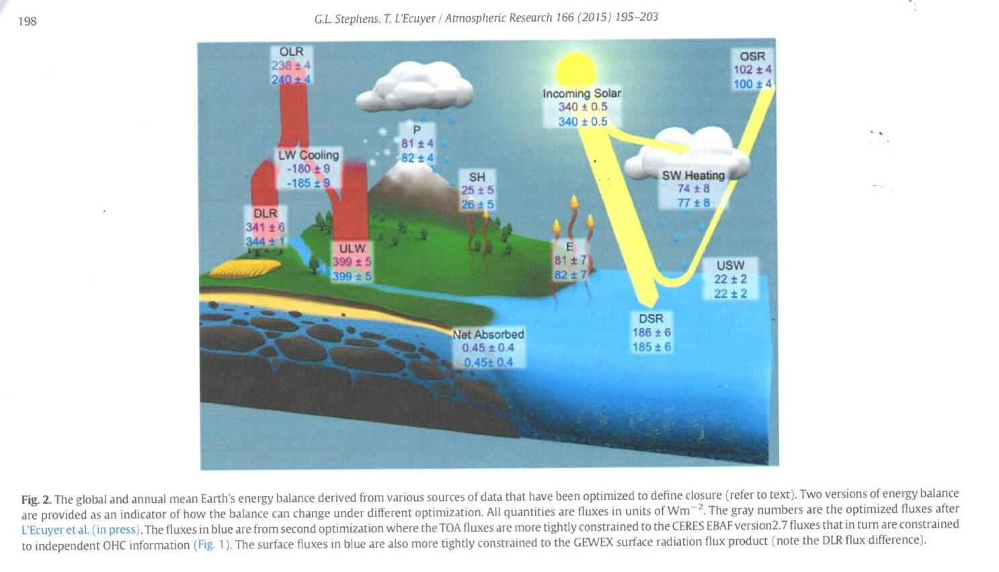 198
G.L. Stephens, T. L'Ecuyer / Atmospheric Research 166 (2015) 195–203
OLR
238 ± 4
240 ± 4
P
81 ± 4
82 ± 4
Incoming Solar
340 ± 0.5
340 ± 0.5
OSR
102 ± 4
100 ± 4
LW Cooling
-180 ± 9
-185 ± 9
SH
25 ± 5
26 ± 5
SW Heating
74 ± 8
77 ± 8
DLR
341 ± 6
344 ± 1
ULW
399 ± 5
399 ± 5
E
81 ± 7
82 ± 7
USW
22 ± 2
22 ± 2
DSR
186 ± 6
185 ± 6
Net Absorbed
0.45 ± 0.4
0.45± 0.4
Fig. 2. The global and annual mean Earth's energy balance derived from various sources of data that have been optimized to define closure (refer to text). Two versions of energy balance
are provided as an indicator of how the balance can change under different optimization. All quantities are fluxes in units of Wm⁻². The gray numbers are the optimized fluxes after
L'Ecuyer et al. (in press). The fluxes in blue are from second optimization where the TOA fluxes are more tightly constrained to the CERES EBAF version2.7 fluxes that in turn are constrained
to independent OHC information (Fig. 1). The surface fluxes in blue are also more tightly constrained to the GEWEX surface radiation flux product (note the DLR flux difference).